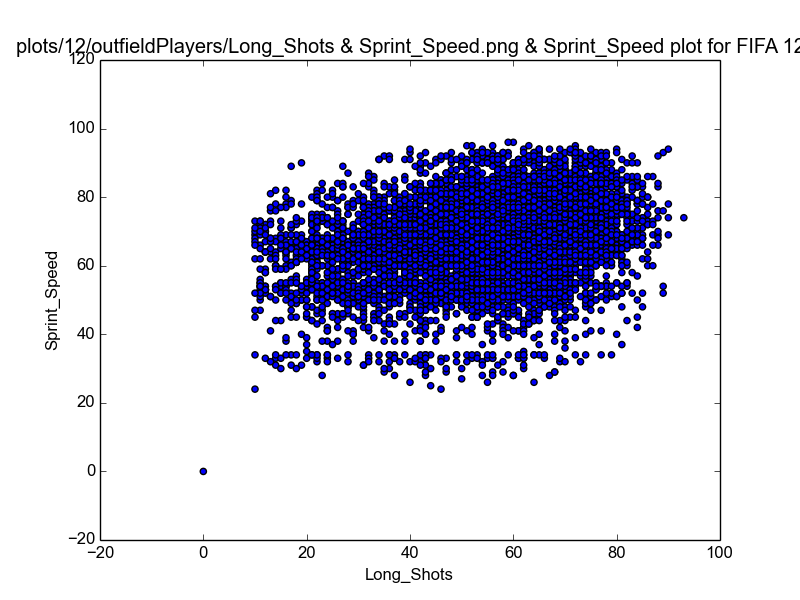 plots/12/outfieldPlayers/Long_Shots & Sprint_Speed.png & Sprint_Speed plot for FIFA 12
120
100
80
60
40
20
0
−20
−20 0 20 40 60 80 100
Sprint_Speed
Long_Shots